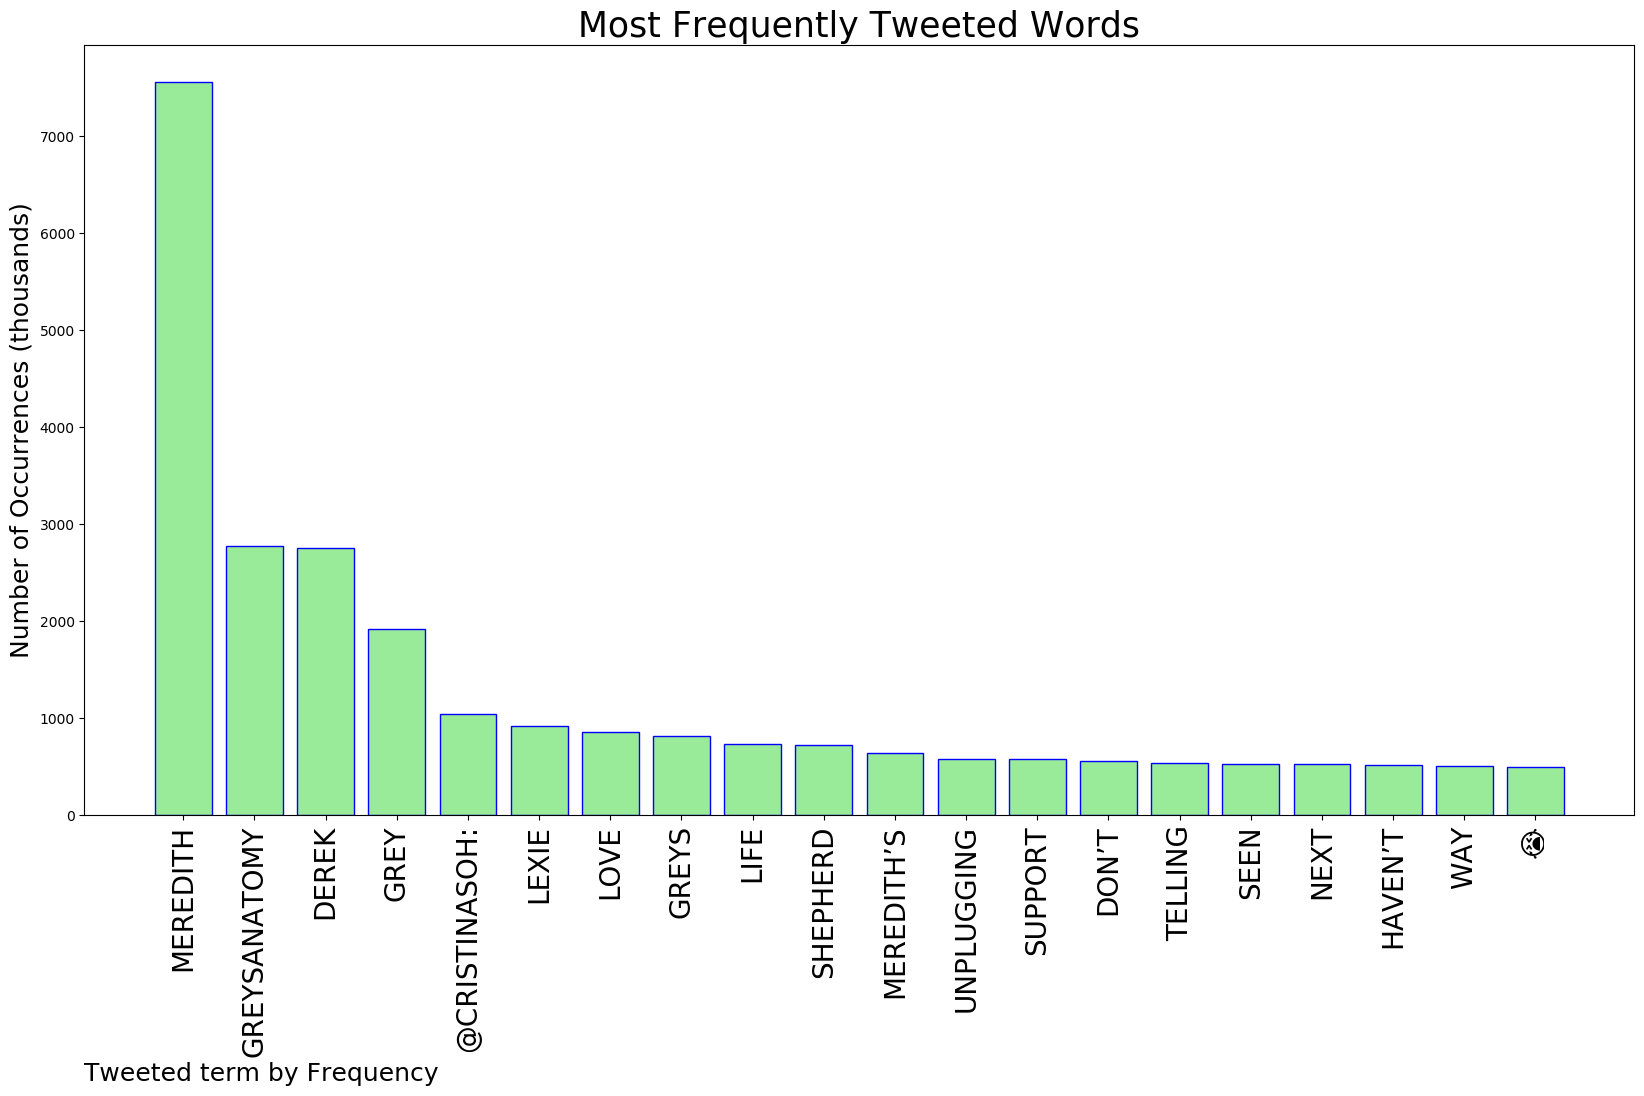 Most Frequently Tweeted Words
Number of Occurrences (thousands)
7000
6000
5000
4000
3000
2000
1000
0
MEREDITH
GREYSANATOMY
DEREK
GREY
@CRISTINASOH:
LEXIE
LOVE
GREYS
LIFE
SHEPHERD
MEREDITH’S
UNPLUGGING
SUPPORT
DON’T
TELLING
SEEN
NEXT
HAVEN’T
WAY
😭
Tweeted term by Frequency